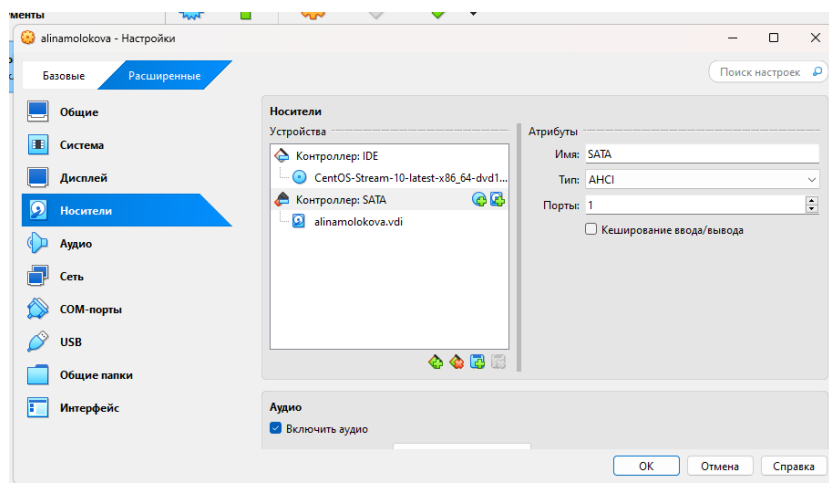 менты
alinamolokova - Настройки
Базовые
Расширенные
Поиск настроек
Общие
Система
Дисплей
Носители
Аудио
Сеть
COM-порты
USB
Общие папки
Интерфейс
Носители
Устройства
Контроллер: IDE
CentOS-Stream-10-latest-x86_64-dvd1...
Контроллер: SATA
alinamolokova.vdi
Атрибуты
Имя: SATA
Тип: AHCI
Порты: 1
Кеширование ввода/вывода
Аудио
Включить аудио
ОК
Отмена
Справка